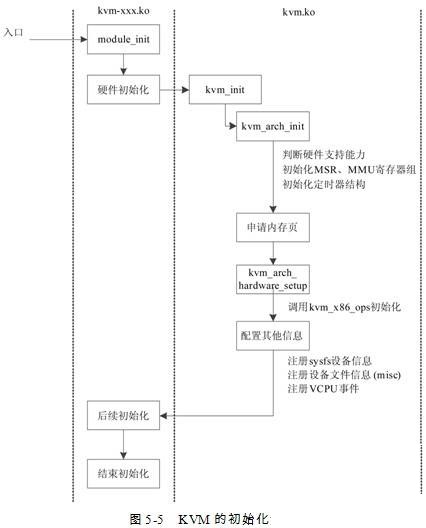 kvm-xxx.ko
kvm.ko
入口
module_init
硬件初始化
kvm_init
kvm_arch_init
判断硬件支持能力
初始化MSR、MMU寄存器组
初始化定时器结构
申请内存页
kvm_arch_
hardware_setup
调用kvm_x86_ops初始化
配置其他信息
注册sysfs设备信息
注册设备文件信息(misc)
注册VCPU事件
后续初始化
结束初始化
图 5-5 KVM 的初始化